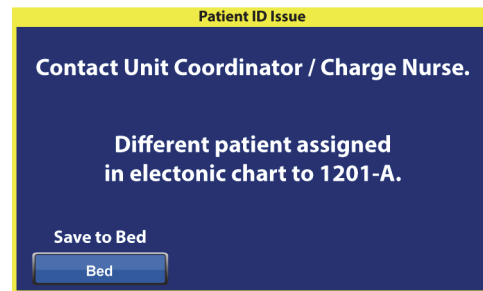 Patient ID Issue
Contact Unit Coordinator / Charge Nurse.
Different patient assigned
in electonic chart to 1201-A.
Save to Bed
Bed